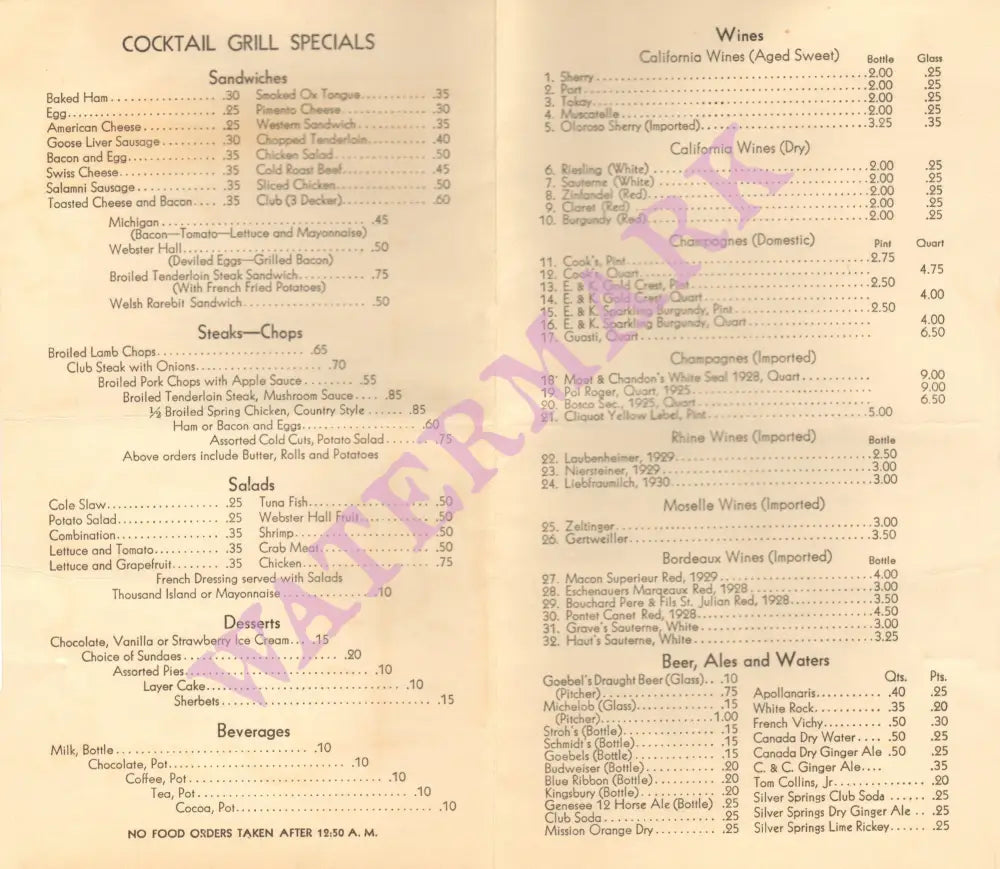 COCKTAIL GRILL SPECIALS
Sandwiches
Baked Ham .30
Egg .25
American Cheese .25
Goose Liver Sausage .30
Bacon and Egg .35
Swiss Cheese .35
Salamni Sausage .35
Toasted Cheese and Bacon .35
Smoked Ox Tongue .35
Pimento Cheese .30
Western Sandwich .35
Chopped Tenderloin .40
Chicken Salad .50
Cold Roast Beef .45
Sliced Chicken .50
Club (3 Decker) .60
Michigan .45
(Bacon—Tomato—Lettuce and Mayonnaise)
Webster Hall .50
(Deviled Eggs—Grilled Bacon)
Broiled Tenderloin Steak Sandwich .75
(With French Fried Potatoes)
Welsh Rarebit Sandwich .50
Steaks—Chops
Broiled Lamb Chops .65
Club Steak with Onions .70
Broiled Pork Chops with Apple Sauce .55
Broiled Tenderloin Steak, Mushroom Sauce .85
½ Broiled Spring Chicken, Country Style .85
Ham or Bacon and Eggs .60
Assorted Cold Cuts, Potato Salad .75
Above orders include Butter, Rolls and Potatoes
Salads
Cole Slaw .25
Potato Salad .25
Combination .35
Lettuce and Tomato .35
Lettuce and Grapefruit .35
Tuna Fish .50
Webster Hall Fruit .50
Shrimp .50
Crab Meat .50
Chicken .75
French Dressing served with Salads
Thousand Island or Mayonnaise .10
Desserts
Chocolate, Vanilla or Strawberry Ice Cream .15
Choice of Sundaes .20
Assorted Pies .10
Layer Cake .10
Sherbets .15
Beverages
Milk, Bottle .10
Chocolate, Pot .10
Coffee, Pot .10
Tea, Pot .10
Cocoa, Pot .10
NO FOOD ORDERS TAKEN AFTER 12:50 A. M.
Wines
California Wines (Aged Sweet) Bottle Glass
1. Sherry 2.00 .25
2. Port 2.00 .25
3. Tokay 2.00 .25
4. Muscatelle 2.00 .25
5. Oloroso Sherry (Imported) 3.25 .35
California Wines (Dry)
6. Riesling (White) 2.00 .25
7. Sauterne (White) 2.00 .25
8. Zinfandel (Red) 2.00 .25
9. Claret (Red) 2.00 .25
10. Burgundy (Red) 2.00 .25
Champagnes (Domestic) Pint Quart
11. Cook's, Pint 2.75
12. Cook's, Quart 4.75
13. E. & K. Gold Crest, Pint 2.50
14. E. & K. Gold Crest, Quart 4.00
15. E. & K. Sparkling Burgundy, Pint 2.50
16. E. & K. Sparkling Burgundy, Quart 4.00
17. Guasti, Quart 6.50
Champagnes (Imported)
18. Moet & Chandon's White Seal 1928, Quart 9.00
19. Pol Roger, Quart, 1925 9.00
20. Bosco Sec., 1925, Quart 6.50
21. Cliquot Yellow Label, Pint 5.00
Rhine Wines (Imported) Bottle
22. Laubenheimer, 1929 2.50
23. Niersteiner, 1929 3.00
24. Liebfraumilch, 1930 3.00
Moselle Wines (Imported)
25. Zeltinger 3.00
26. Gertweiller 3.50
Bordeaux Wines (Imported) Bottle
27. Macon Superieur Red, 1929 4.00
28. Eschenauers Margeaux Red, 1928 3.00
29. Bouchard Pere & Fils St. Julian Red, 1928 3.50
30. Pontet Canet Red, 1928 4.50
31. Grave's Sauterne, White 3.00
32. Haut's Sauterne, White 3.25
Beer, Ales and Waters
Goebel's Draught Beer (Glass) .10
(Pitcher) .75
Michelob (Glass) .15
(Pitcher) 1.00
Stroh's (Bottle) .15
Schmidt's (Bottle) .15
Goebels (Bottle) .15
Budweiser (Bottle) .20
Blue Ribbon (Bottle) .20
Kingsbury (Bottle) .20
Genesee 12 Horse Ale (Bottle) .25
Club Soda .25
Mission Orange Dry .25
Qts. Pts.
Apollanaris .40 .25
White Rock .35 .20
French Vichy .50 .30
Canada Dry Water .50 .25
Canada Dry Ginger Ale .50 .25
C. & C. Ginger Ale .35
Tom Collins, Jr. .20
Silver Springs Club Soda .25
Silver Springs Dry Ginger Ale .25
Silver Springs Lime Rickey .25
WATERMARK